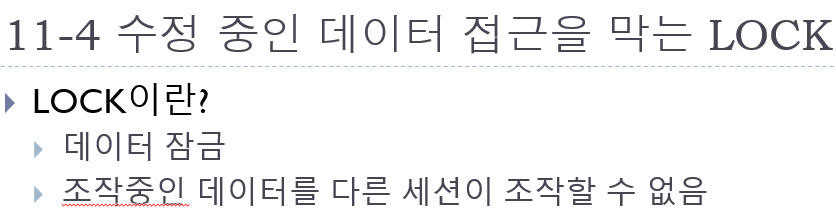 11-4 수정 중인 데이터 접근을 막는 LOCK
LOCK이란?
데이터 잠금
조작중인 데이터를 다른 세션이 조작할 수 없음